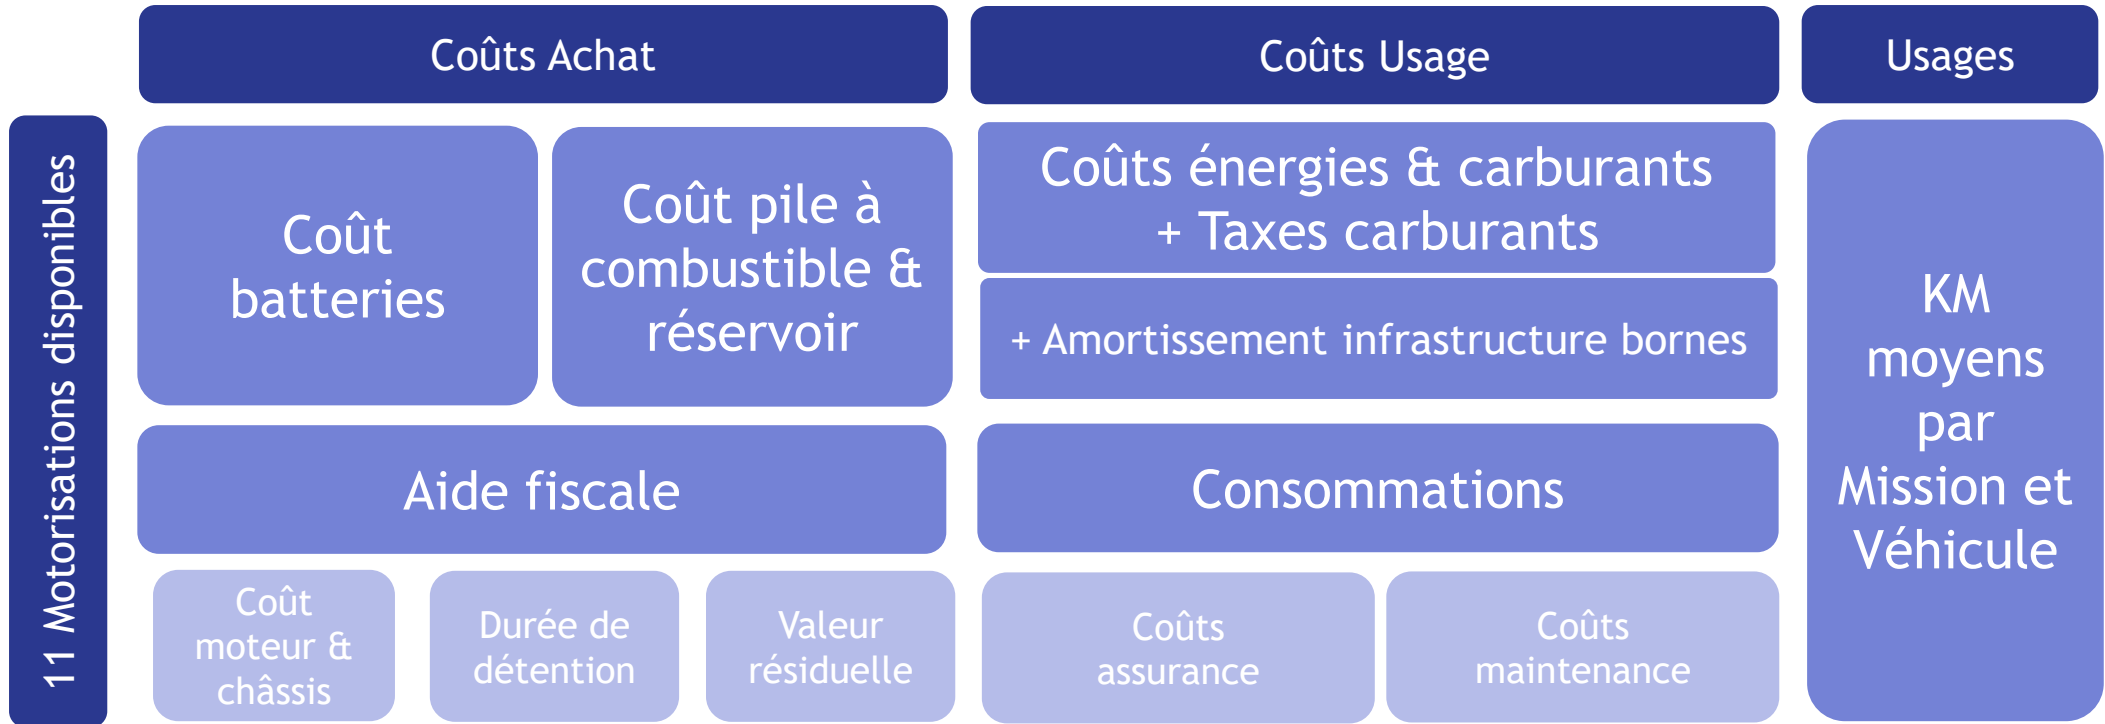 Coûts Achat
Coûts Usage
Usages
11 Motorisations disponibles
Coût
batteries
Coût pile à
combustible &
réservoir
Coûts énergies & carburants
+ Taxes carburants
+ Amortissement infrastructure bornes
KM
moyens
par
Mission et
Véhicule
Aide fiscale
Consommations
Coût
moteur &
châssis
Durée de
détention
Valeur
résiduelle
Coûts
assurance
Coûts
maintenance